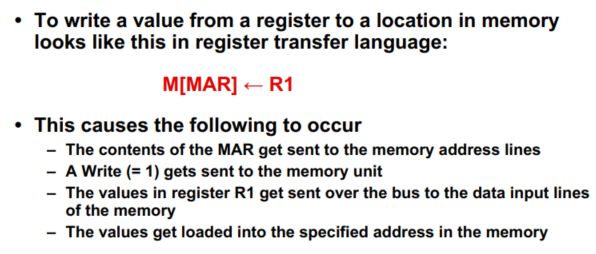 • To write a value from a register to a location in memory
looks like this in register transfer language:
M[MAR] ← R1
• This causes the following to occur
– The contents of the MAR get sent to the memory address lines
– A Write (= 1) gets sent to the memory unit
– The values in register R1 get sent over the bus to the data input lines
of the memory
– The values get loaded into the specified address in the memory